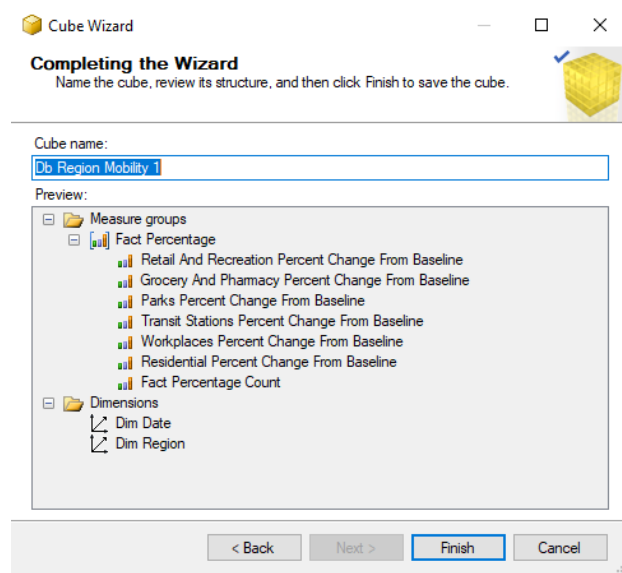 Cube Wizard
Completing the Wizard
Name the cube, review its structure, and then click Finish to save the cube.
Cube name:
Db Region Mobility 1
Preview:
Measure groups
Fact Percentage
Retail And Recreation Percent Change From Baseline
Grocery And Pharmacy Percent Change From Baseline
Parks Percent Change From Baseline
Transit Stations Percent Change From Baseline
Workplaces Percent Change From Baseline
Residential Percent Change From Baseline
Fact Percentage Count
Dimensions
Dim Date
Dim Region
< Back Next > Finish Cancel